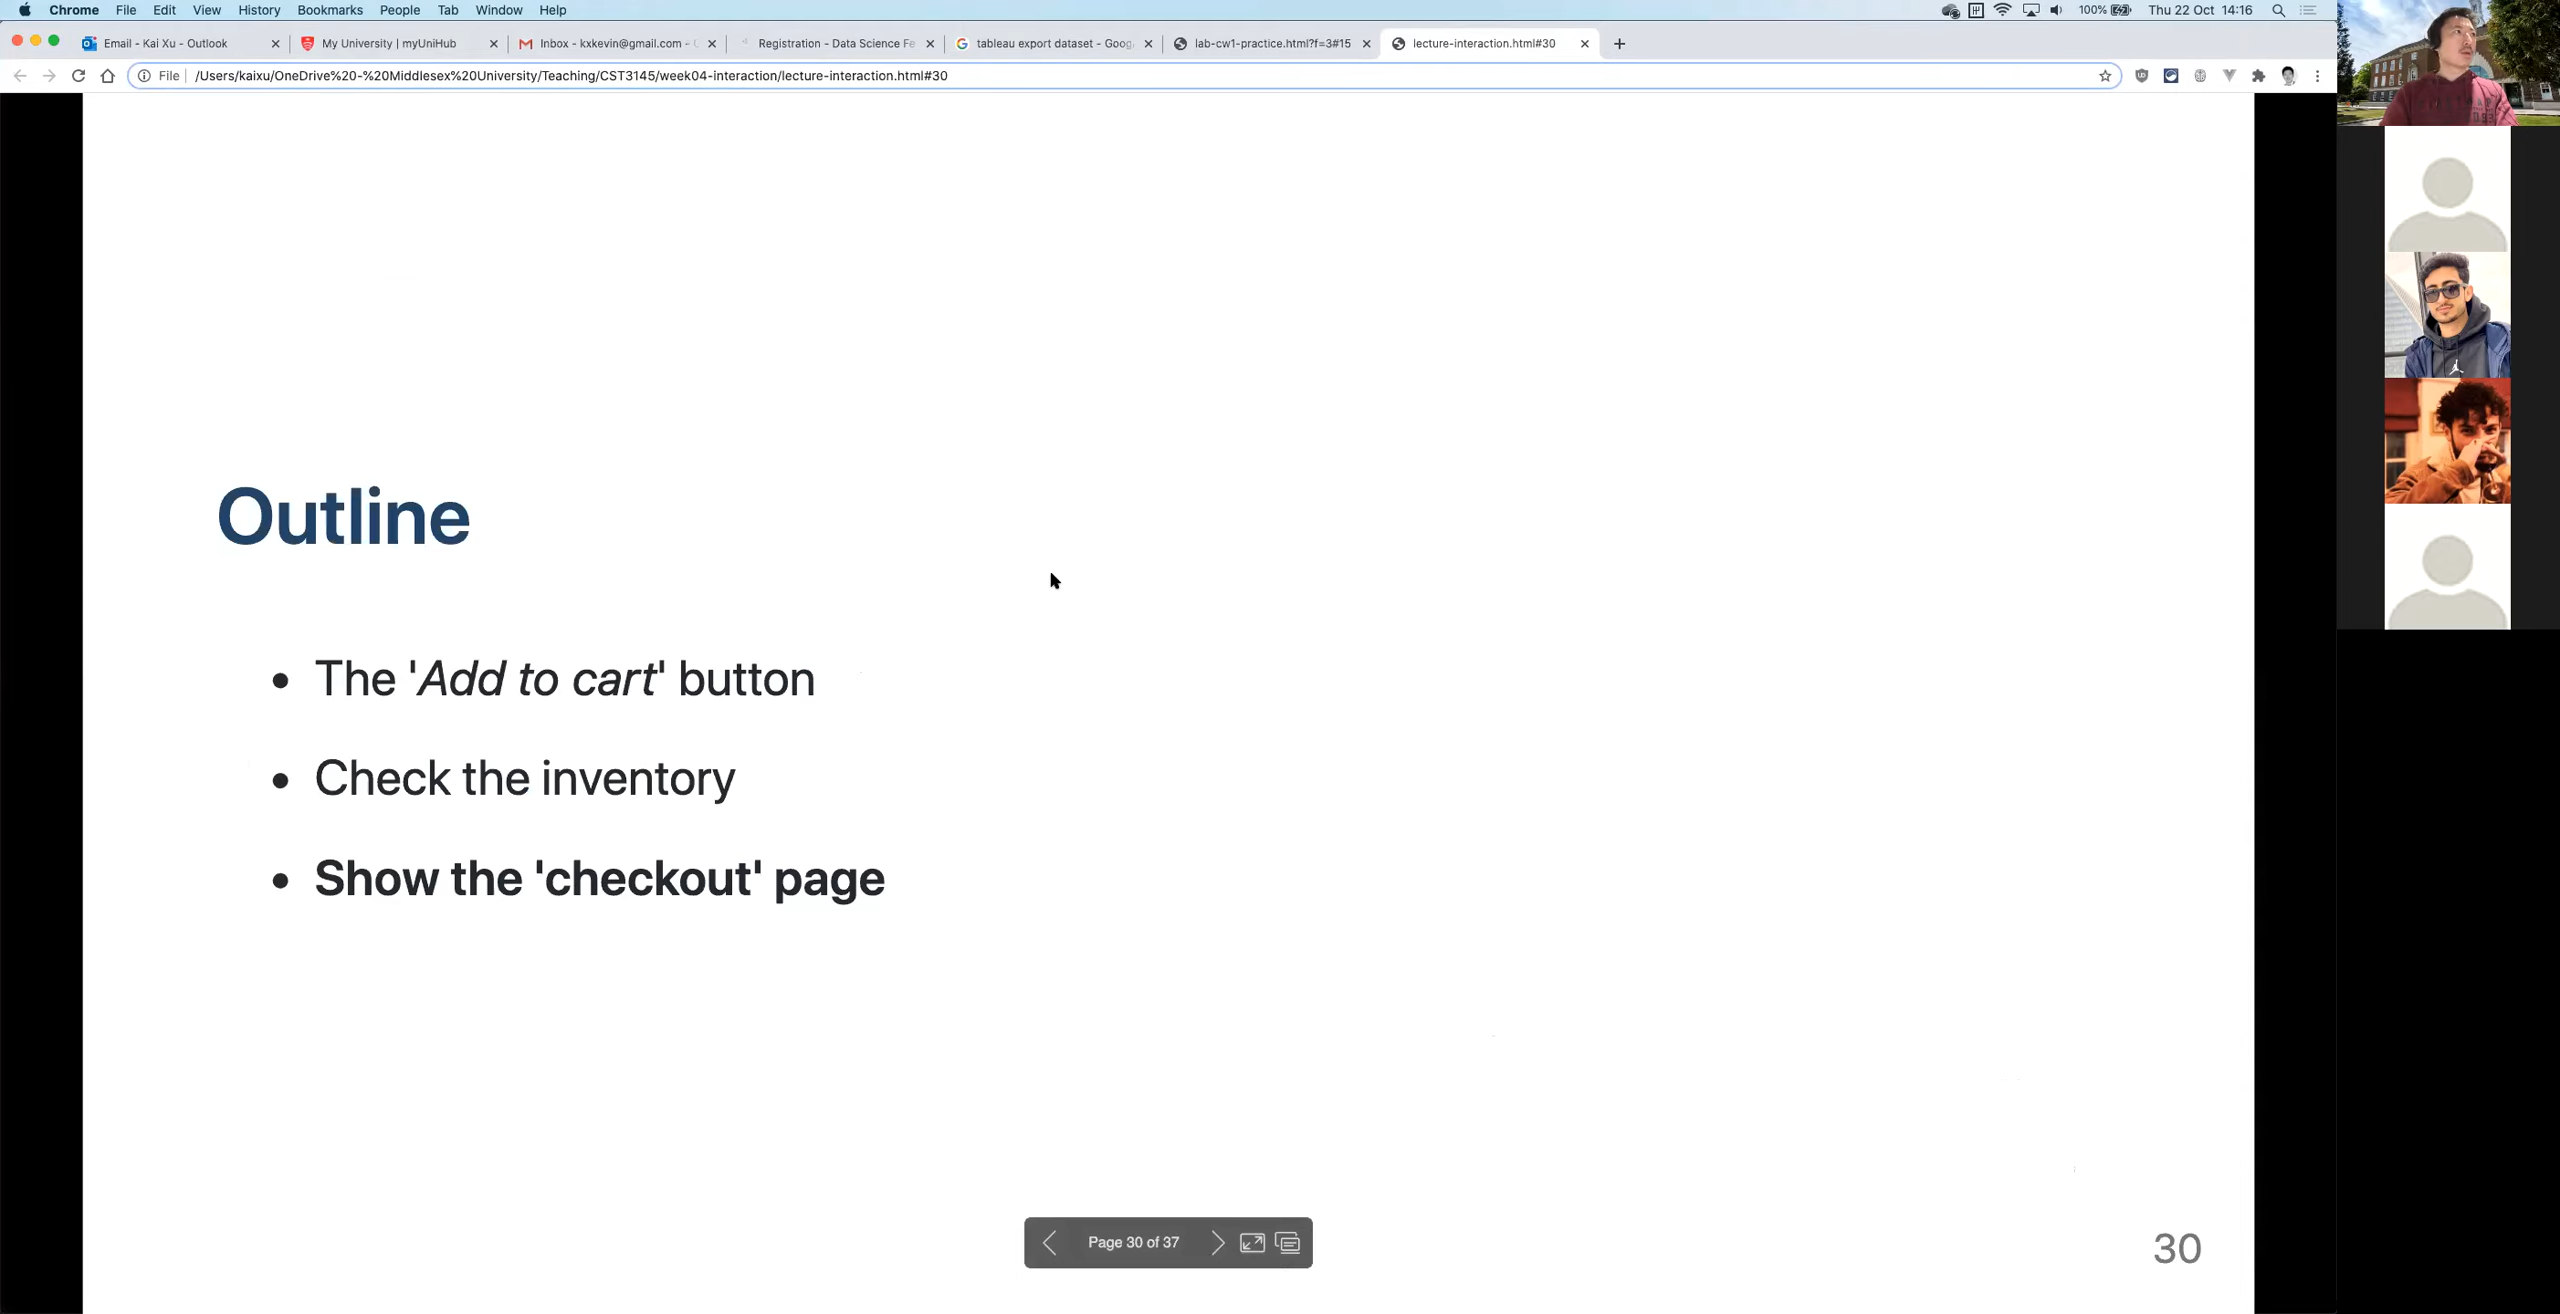 Chrome File Edit View History Bookmarks People Tab Window Help 100% Thu 22 Oct 14:16
Email - Kai Xu - Outlook My University | myUniHub Inbox - kxkevin@gmail.com - Registration - Data Science Fe tableau export dataset - Goog lab-cw1-practice.html?f=3#15 lecture-interaction.html#30
File /Users/kaixu/OneDrive%20-%20Middlesex%20University/Teaching/CST3145/week04-interaction/lecture-interaction.html#30
Outline
• The 'Add to cart' button
• Check the inventory
• Show the 'checkout' page
Page 30 of 37
30